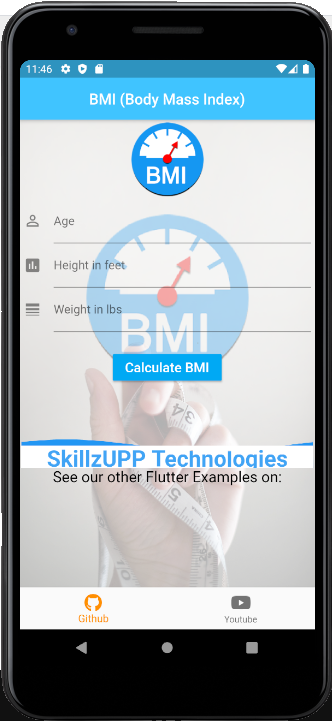 11:46
BMI (Body Mass Index)
BMI
Age
Height in feet
Weight in lbs
BMI
Calculate BMI
34
SkillzUPP Technologies
See our other Flutter Examples on:
Github
Youtube